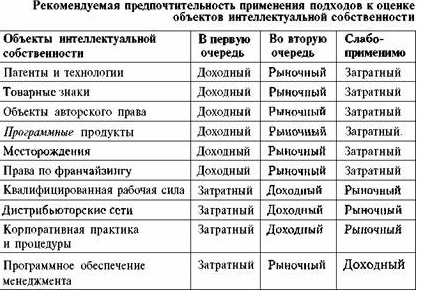 Рекомендуемая предпочтительность применения подходов к оценке
объектов интеллектуальной собственности
Объекты интеллектуальной собственности | В первую очередь | Во вторую очередь | Слабо-применимо
Патенты и технологии | Доходный | Рыночный | Затратный
Товарные знаки | Доходный | Рыночный | Затратный
Объекты авторского права | Доходный | Рыночный | Затратный
Программные продукты | Доходный | Рыночный | Затратный.
Месторождения | Доходный | Рыночный | Затратный
Права по франчайзингу | Доходный | Рыночный | Затратный
Квалифицированная рабочая сила | Затратный | Доходный | Рыночный
Дистрибьюторские сети | Затратный | Доходный | Рыночный
Корпоративная практика и процедуры | Затратный | Доходный | Рыночный
Программное обеспечение менеджмента | Затратный | Рыночный | Доходный